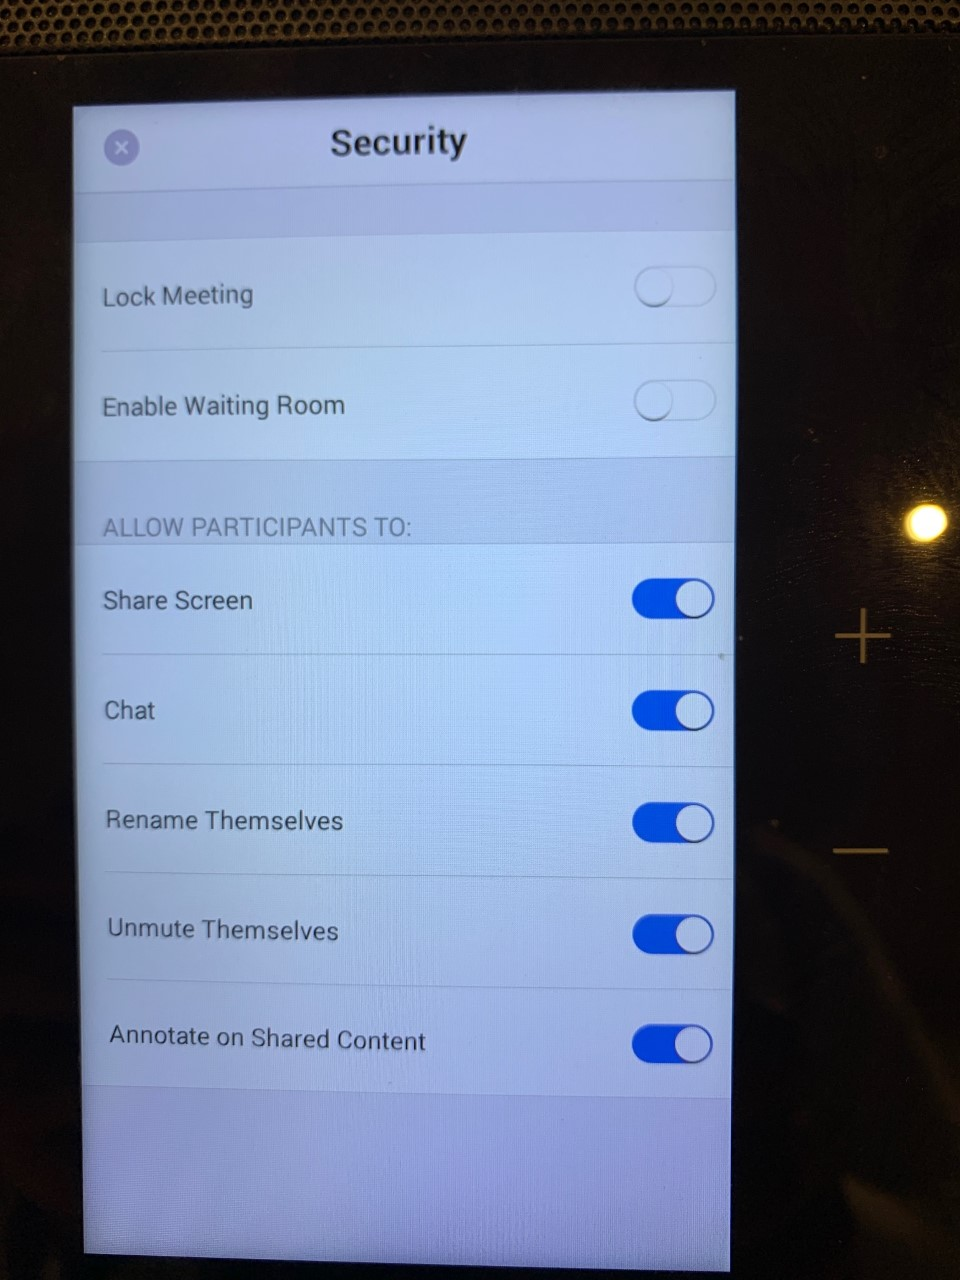 Security
Lock Meeting
Enable Waiting Room
ALLOW PARTICIPANTS TO:
Share Screen
Chat
Rename Themselves
Unmute Themselves
Annotate on Shared Content